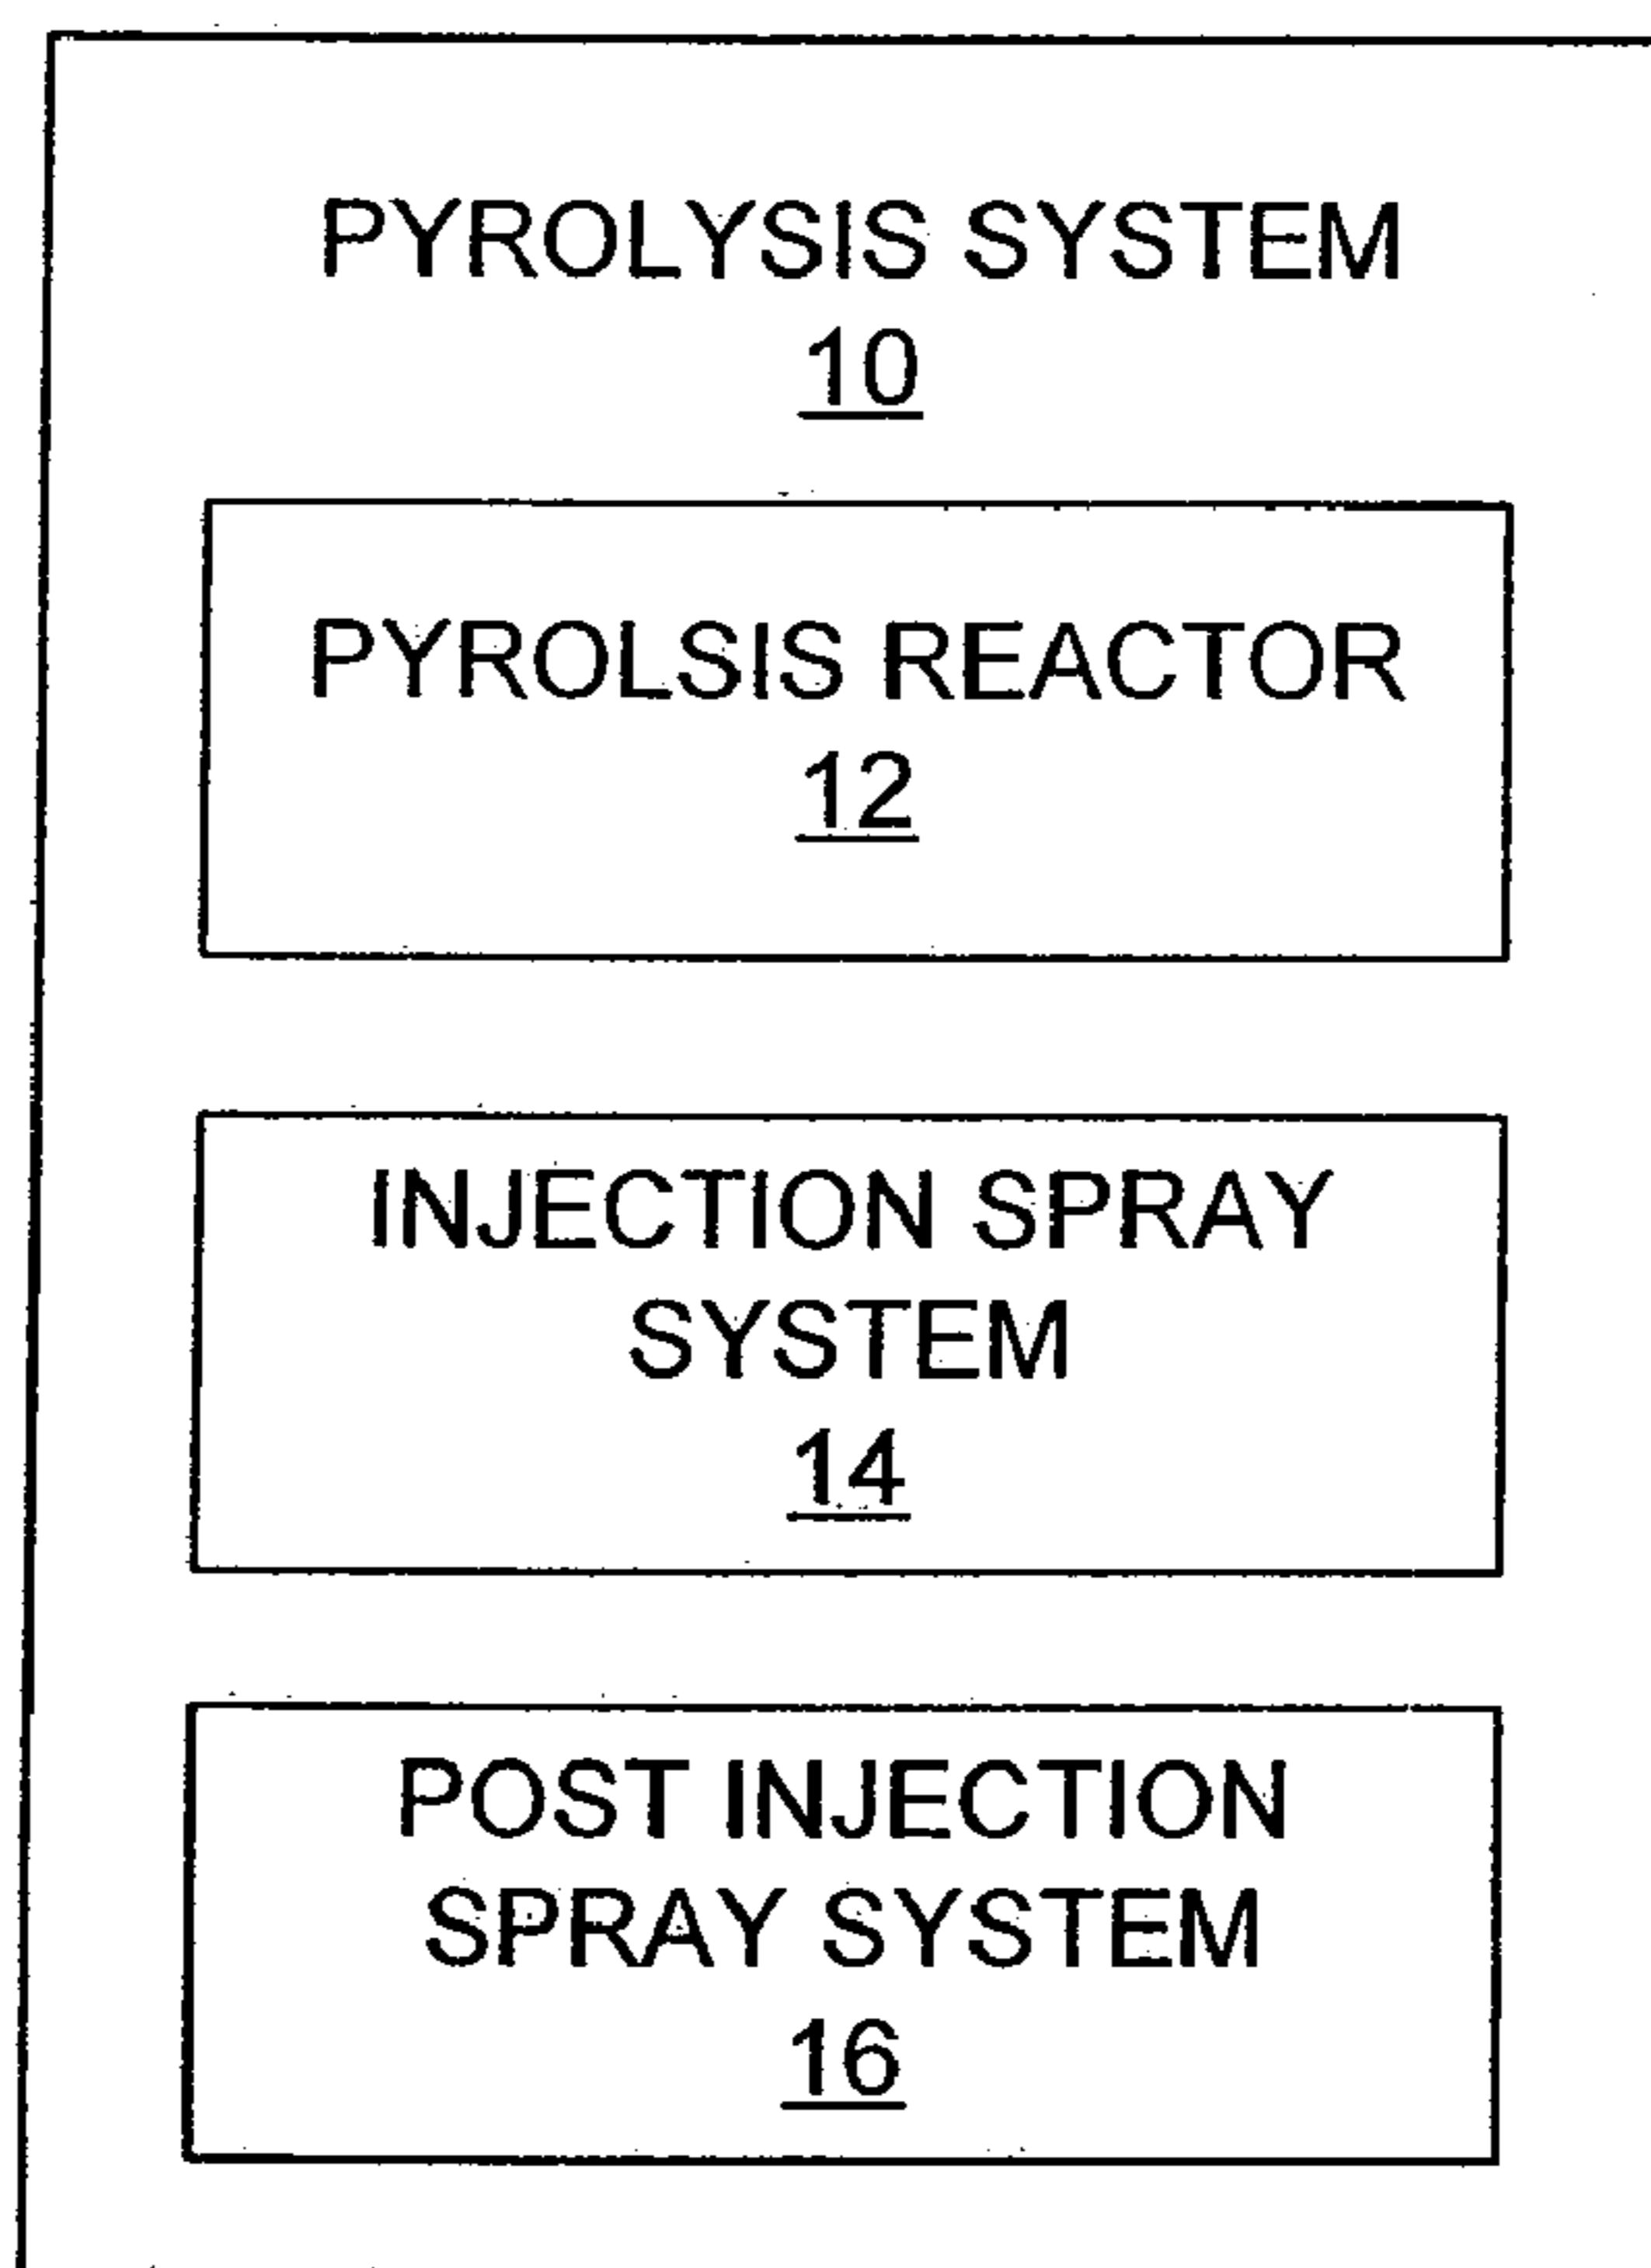 PYROLYSIS SYSTEM
10
PYROLSIS REACTOR
12
INJECTION SPRAY
SYSTEM
14
POST INJECTION
SPRAY SYSTEM
16